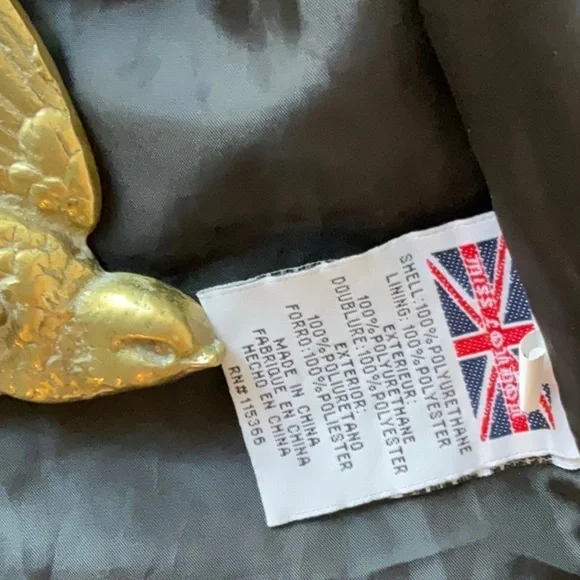 miss london
SHELL:100%POLYURETHANE
LINING: 100%POLYESTER
EXTERIEUR:
100%POLYURETHANE
DOUBLURE:100%POLYESTER
EXTERIOR:
100%POLIURETANO
FORRO:100%POLIESTER
MADE IN CHINA
FABRIQUE EN CHINA
HECHO EN CHINA
RN# 115366